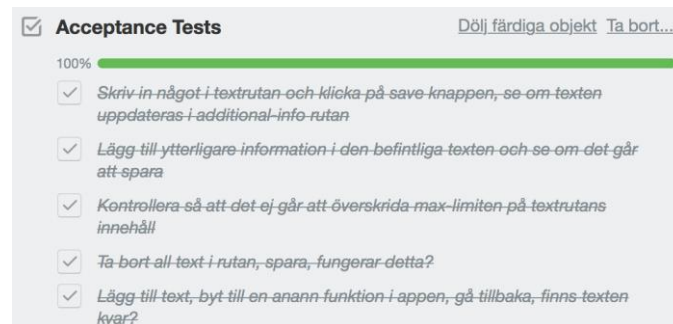 Acceptance Tests Dölj färdiga objekt Ta bort...
100%
Skriv in något i textrutan och klicka på save knappen, se om texten
uppdateras i additional-info rutan
Lägg till ytterligare information i den befintliga texten och se om det går
att spara
Kontrollera så att det ej går att överskrida max-limiten på textrutans
innehåll
Ta bort all text i rutan, spara, fungerar detta?
Lägg till text, byt till en anann funktion i appen, gå tillbaka, finns texten
kvar?